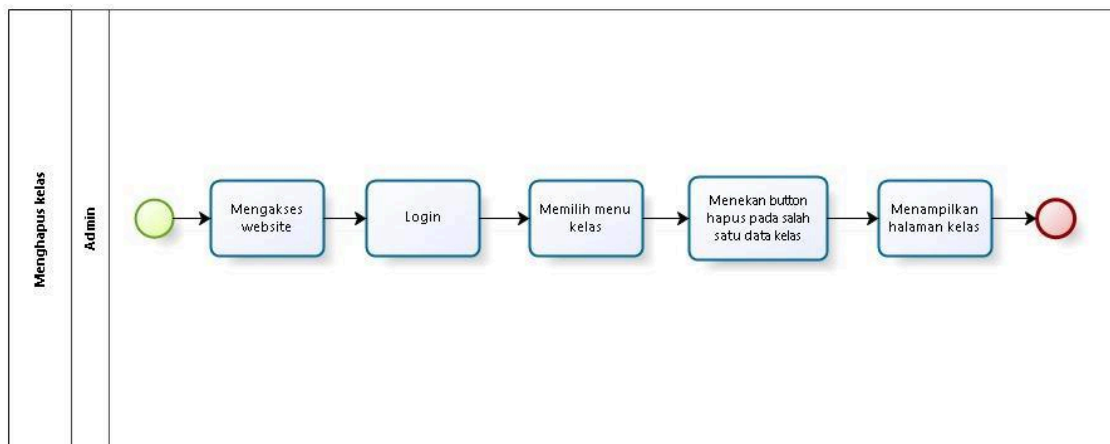 Menghapus kelas
Admin
Mengakses
website
Login
Memilih menu
kelas
Menekan button
hapus pada salah
satu data kelas
Menampilkan
halaman kelas